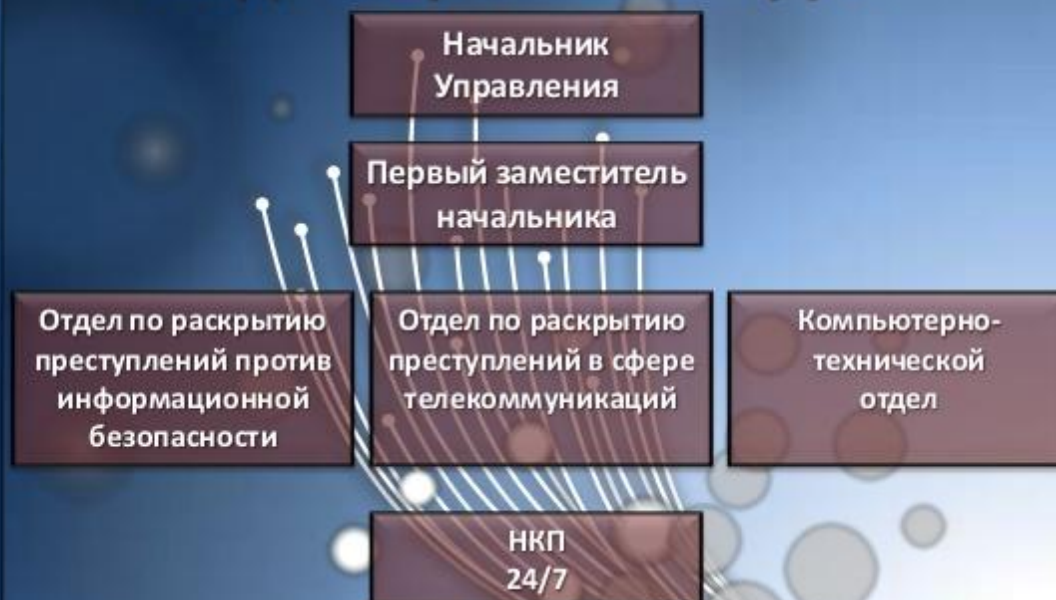 Начальник
Управления
Первый заместитель
начальника
Отдел по раскрытию
преступлений против
информационной
безопасности
Отдел по раскрытию
преступлений в сфере
телекоммуникаций
Компьютерно-
технической
отдел
НКП
24/7